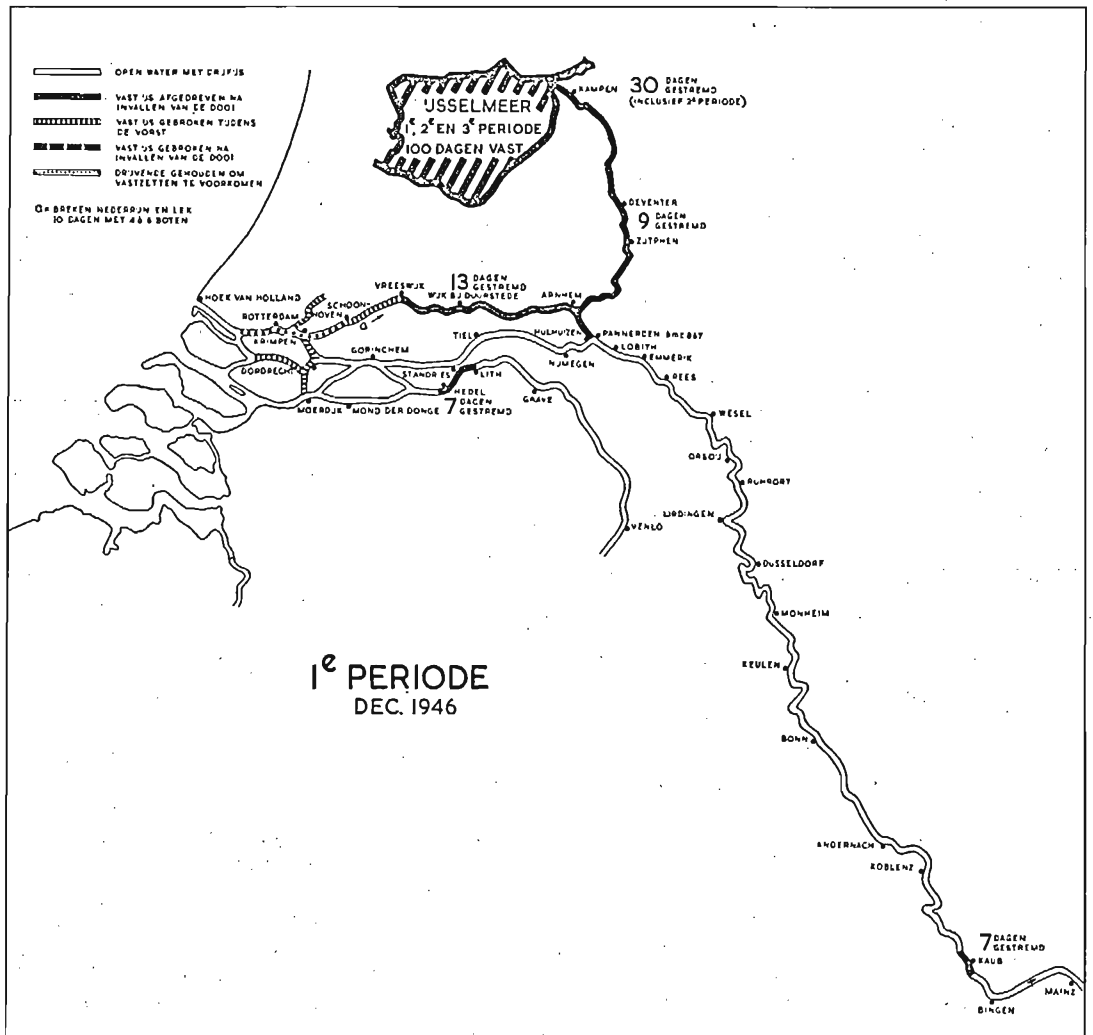 OPEN WATER MET DRIJFIJS
VAST IJS AFGEDREVEN NA
INVALLEN VAN DE DOOI
VAST IJS GEBROKEN TIJDENS
DE VORST
VAST IJS GEBROKEN NA
INVALLEN VAN DE DOOI
DRIJVENDE GEHOUDEN OM
VASTZETTEN TE VOORKOMEN
a = BREKEN NEDERRIJN EN LEK
10 DAGEN MET 4 à 6 BOTEN
IJSSELMEER
1e, 2e EN 3e PERIODE
100 DAGEN VAST
KAMPEN
30 DAGEN
GESTREMD
(INCLUSIEF 2e PERIODE)
DEVENTER
9 DAGEN
GESTREMD
ZUTPHEN
13 DAGEN
GESTREMD
VREESWIJK
WIJK BIJ DUURSTEDE
ARNHEM
HOEK VAN HOLLAND
ROTTERDAM
SCHOON-
HOVEN
a
KRIMPEN
DORDRECHT
GORINCHEM
TIEL
HULHUIZEN
PANNERDEN
LOBITH
EMMERIK
REES
NIJMEGEN
ST ANDRIES
LITH
HEDEL
7 DAGEN
GESTREMD
GRAVE
MOERDIJK
MOND DER DONGE
WESEL
ORSOIJ
RUHRORT
URDINGEN
VENLO
DUSSELDORF
MONHEIM
KEULEN
BONN
ANDERNACH
KOBLENZ
7 DAGEN
GESTREMD
KAUB
BINGEN
MAINZ
1e PERIODE
DEC. 1946